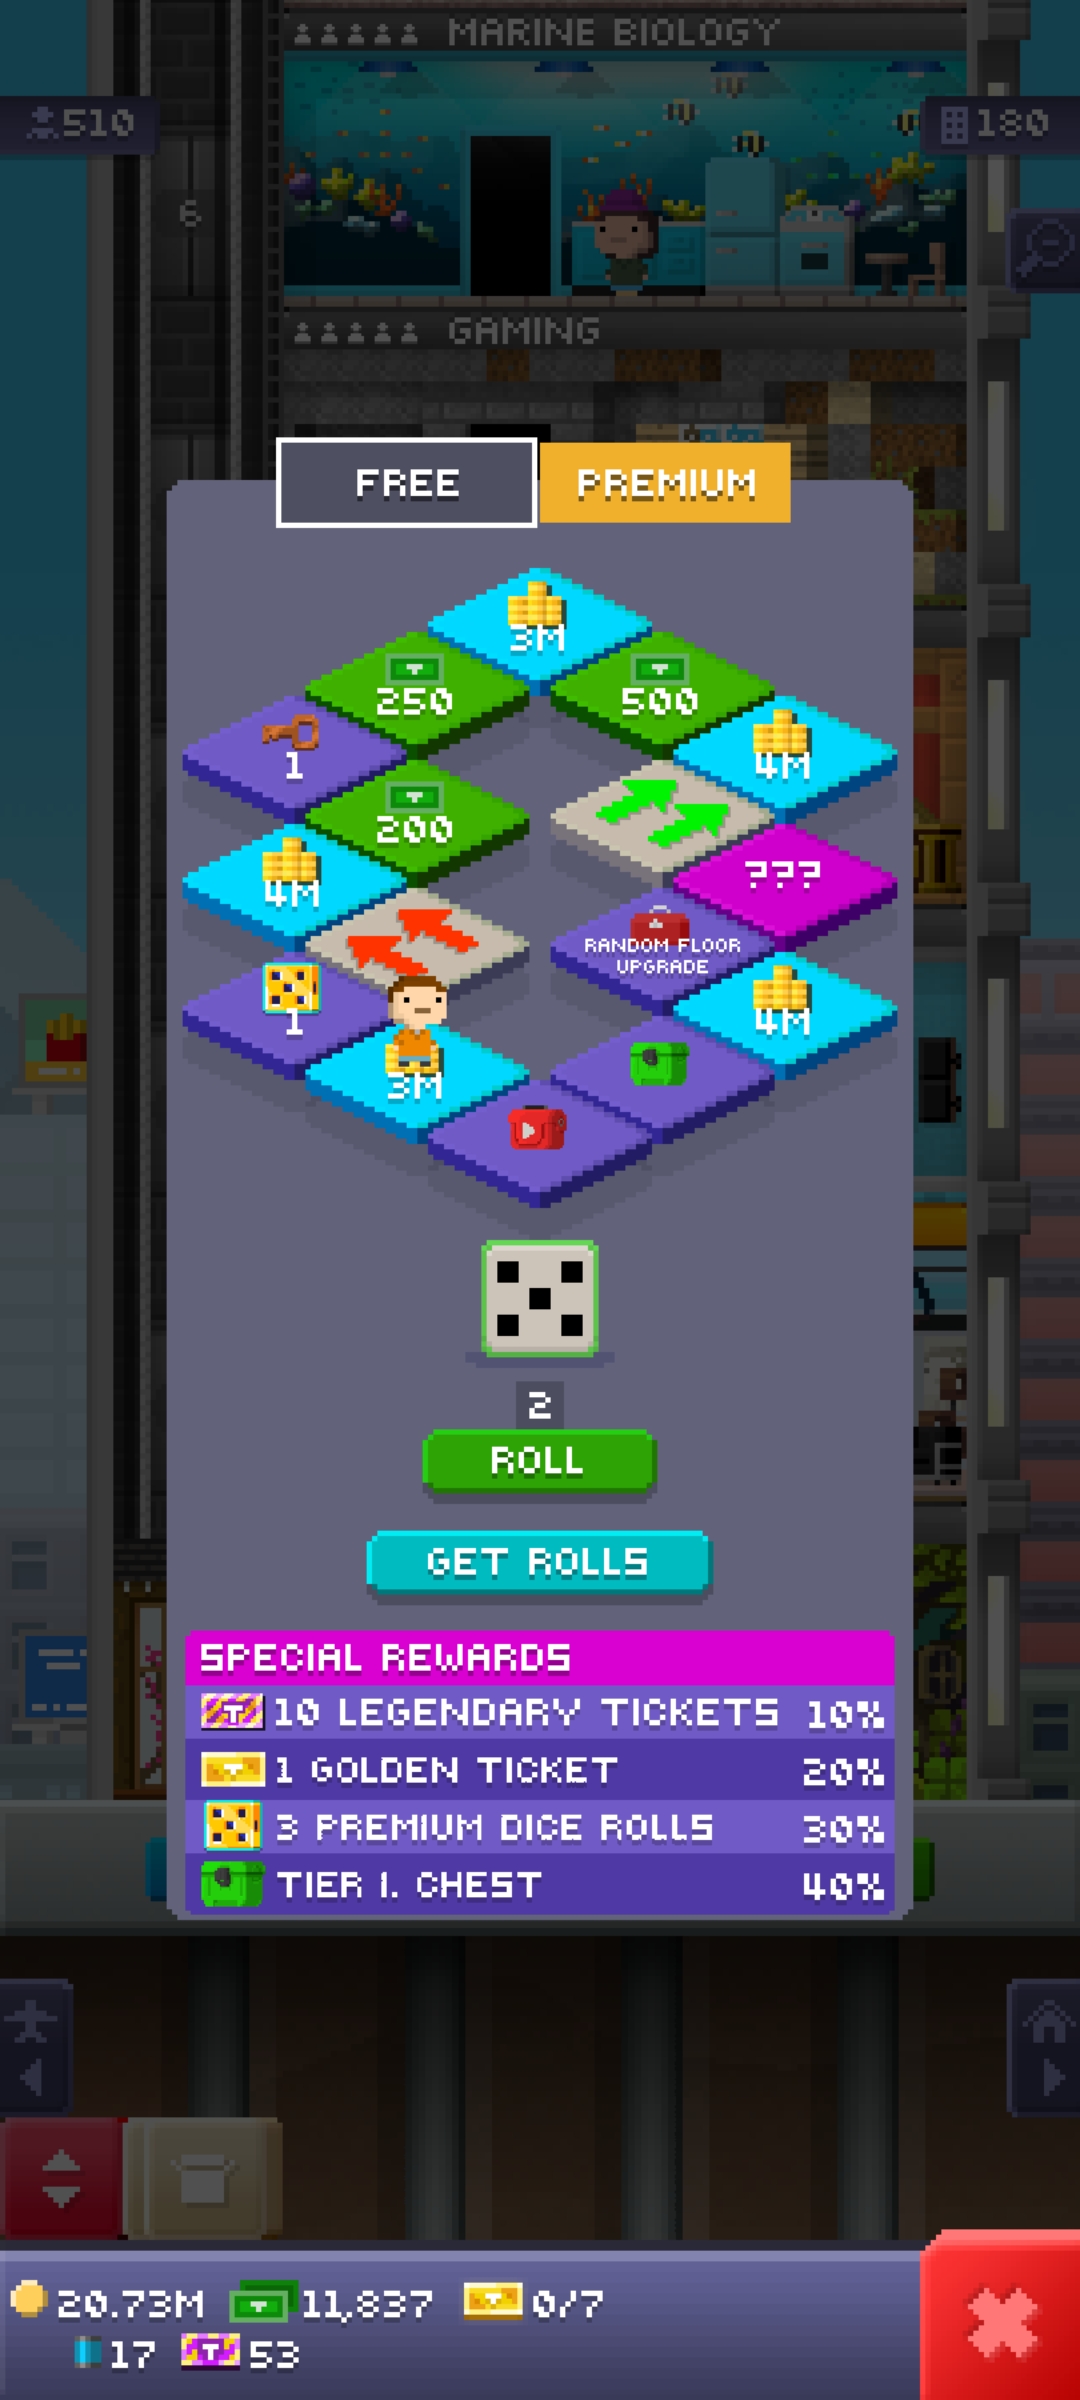 MARINE BIOLOGY
510
180
6
GAMING
FREE
PREMIUM
3M
250
500
1
4M
200
4M
???
RANDOM FLOOR
UPGRADE
1
4M
3M
2
ROLL
GET ROLLS
SPECIAL REWARDS
10 LEGENDARY TICKETS 10%
1 GOLDEN TICKET 20%
3 PREMIUM DICE ROLLS 30%
TIER 1. CHEST 40%
20.73M 11,837 0/7
17 53